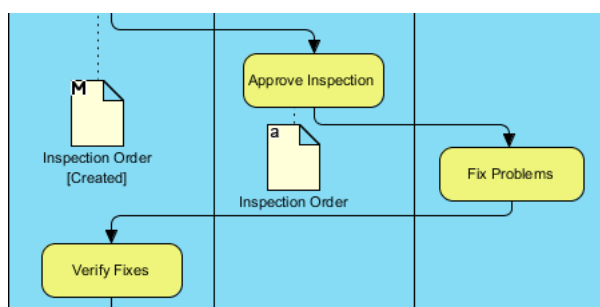 Approve Inspection
M
Inspection Order
[Created]
a
Inspection Order
Fix Problems
Verify Fixes